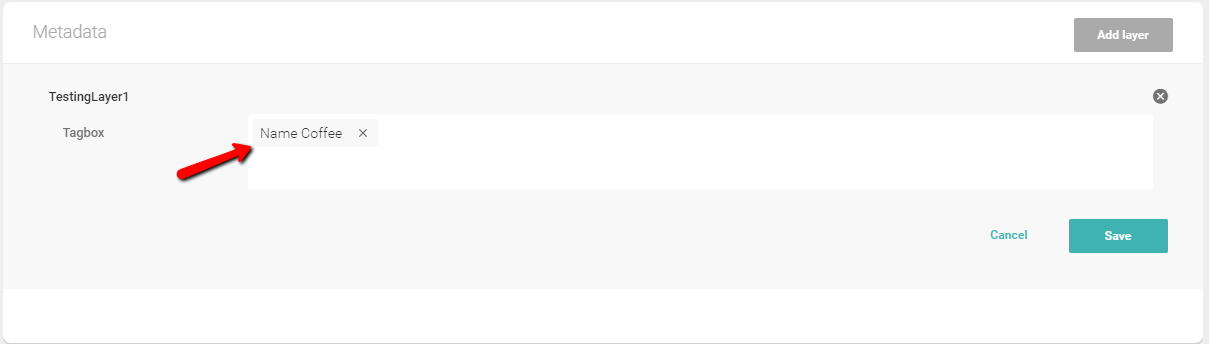 Metadata
Add layer
TestingLayer1
Tagbox
Name Coffee
Cancel
Save